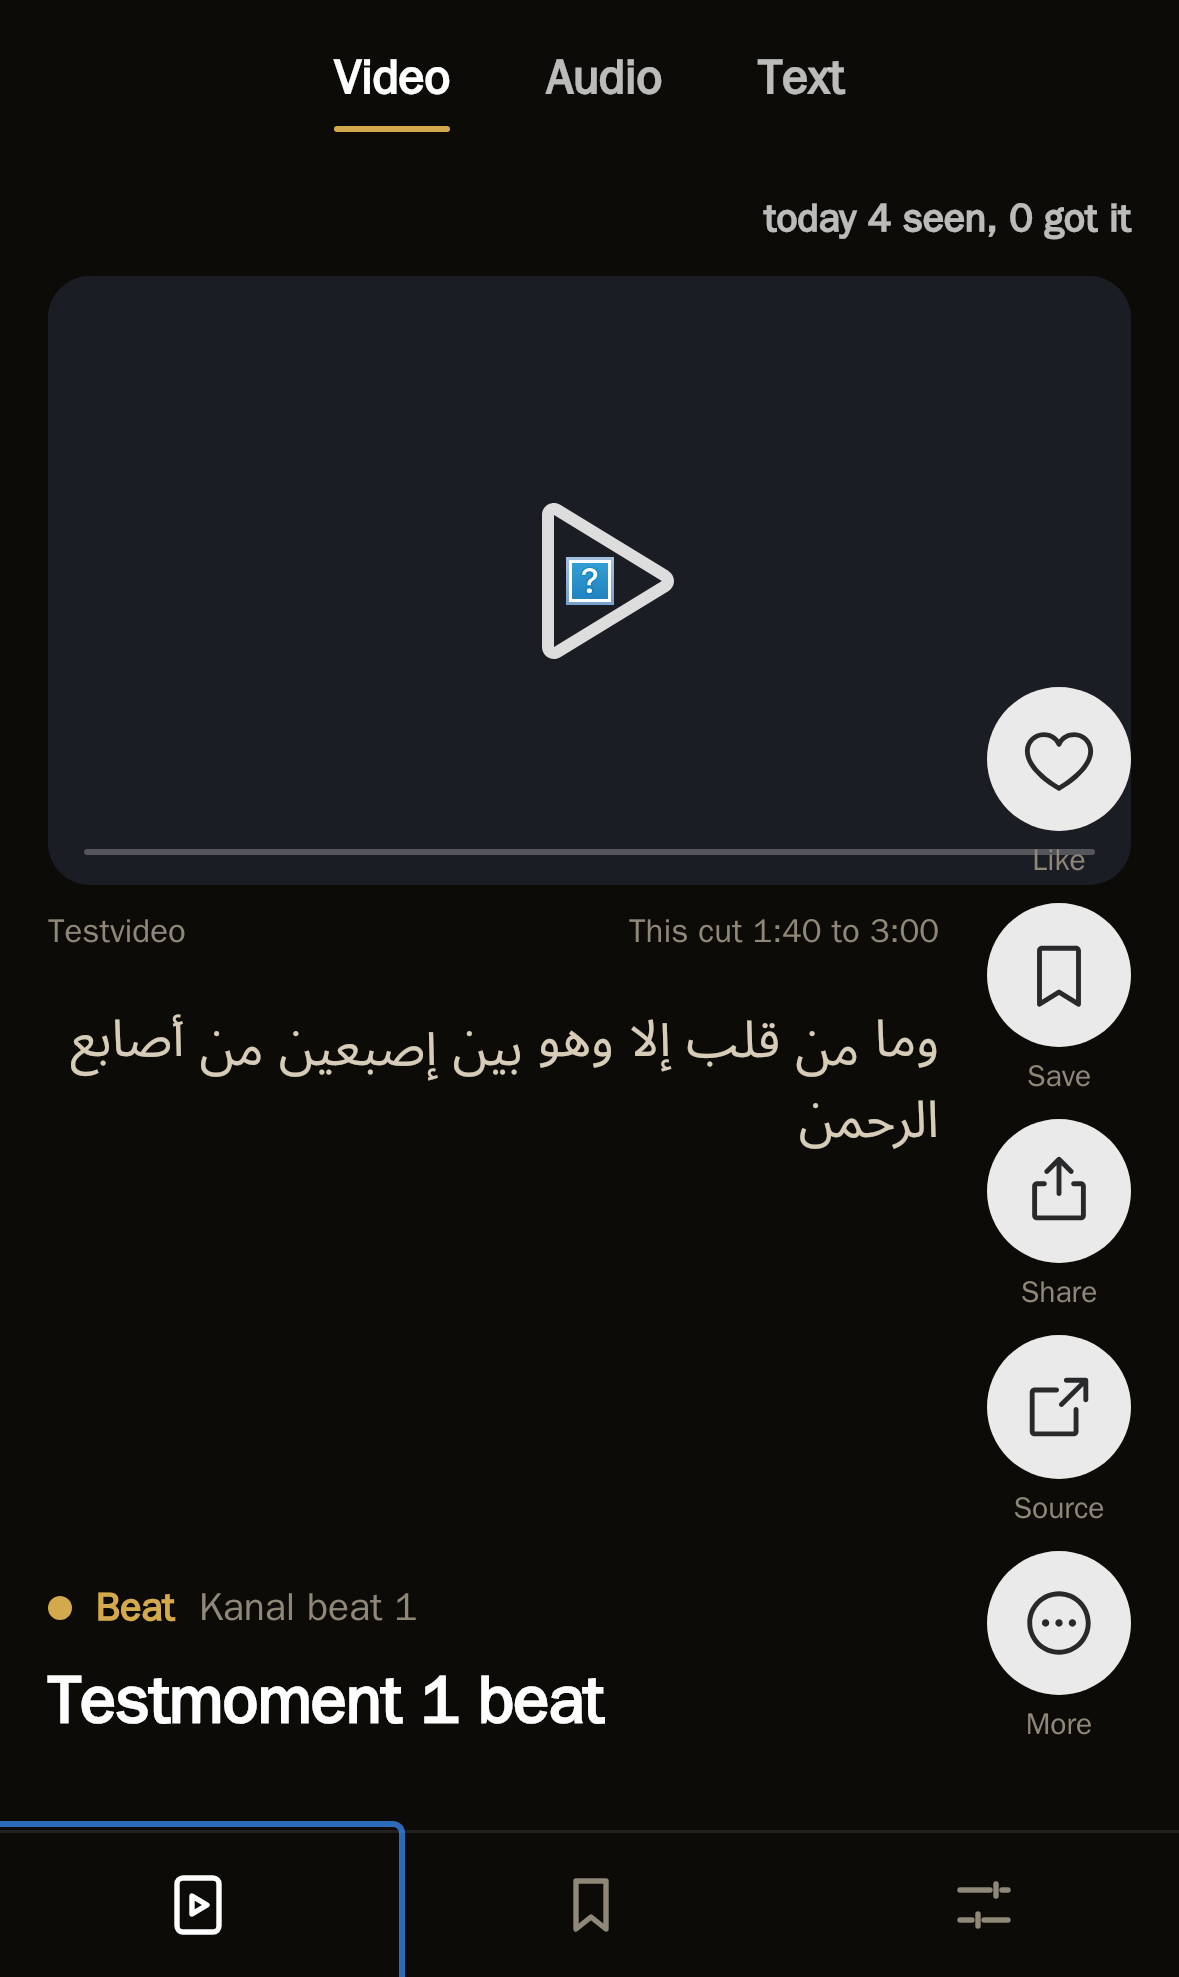 Video Audio Text
today 4 seen, 0 got it
?
Like
Testvideo This cut 1:40 to 3:00
وما من قلب إلا وهو بين إصبعين من أصابع
الرحمن
Save
Share
Source
Beat Kanal beat 1
Testmoment 1 beat
More